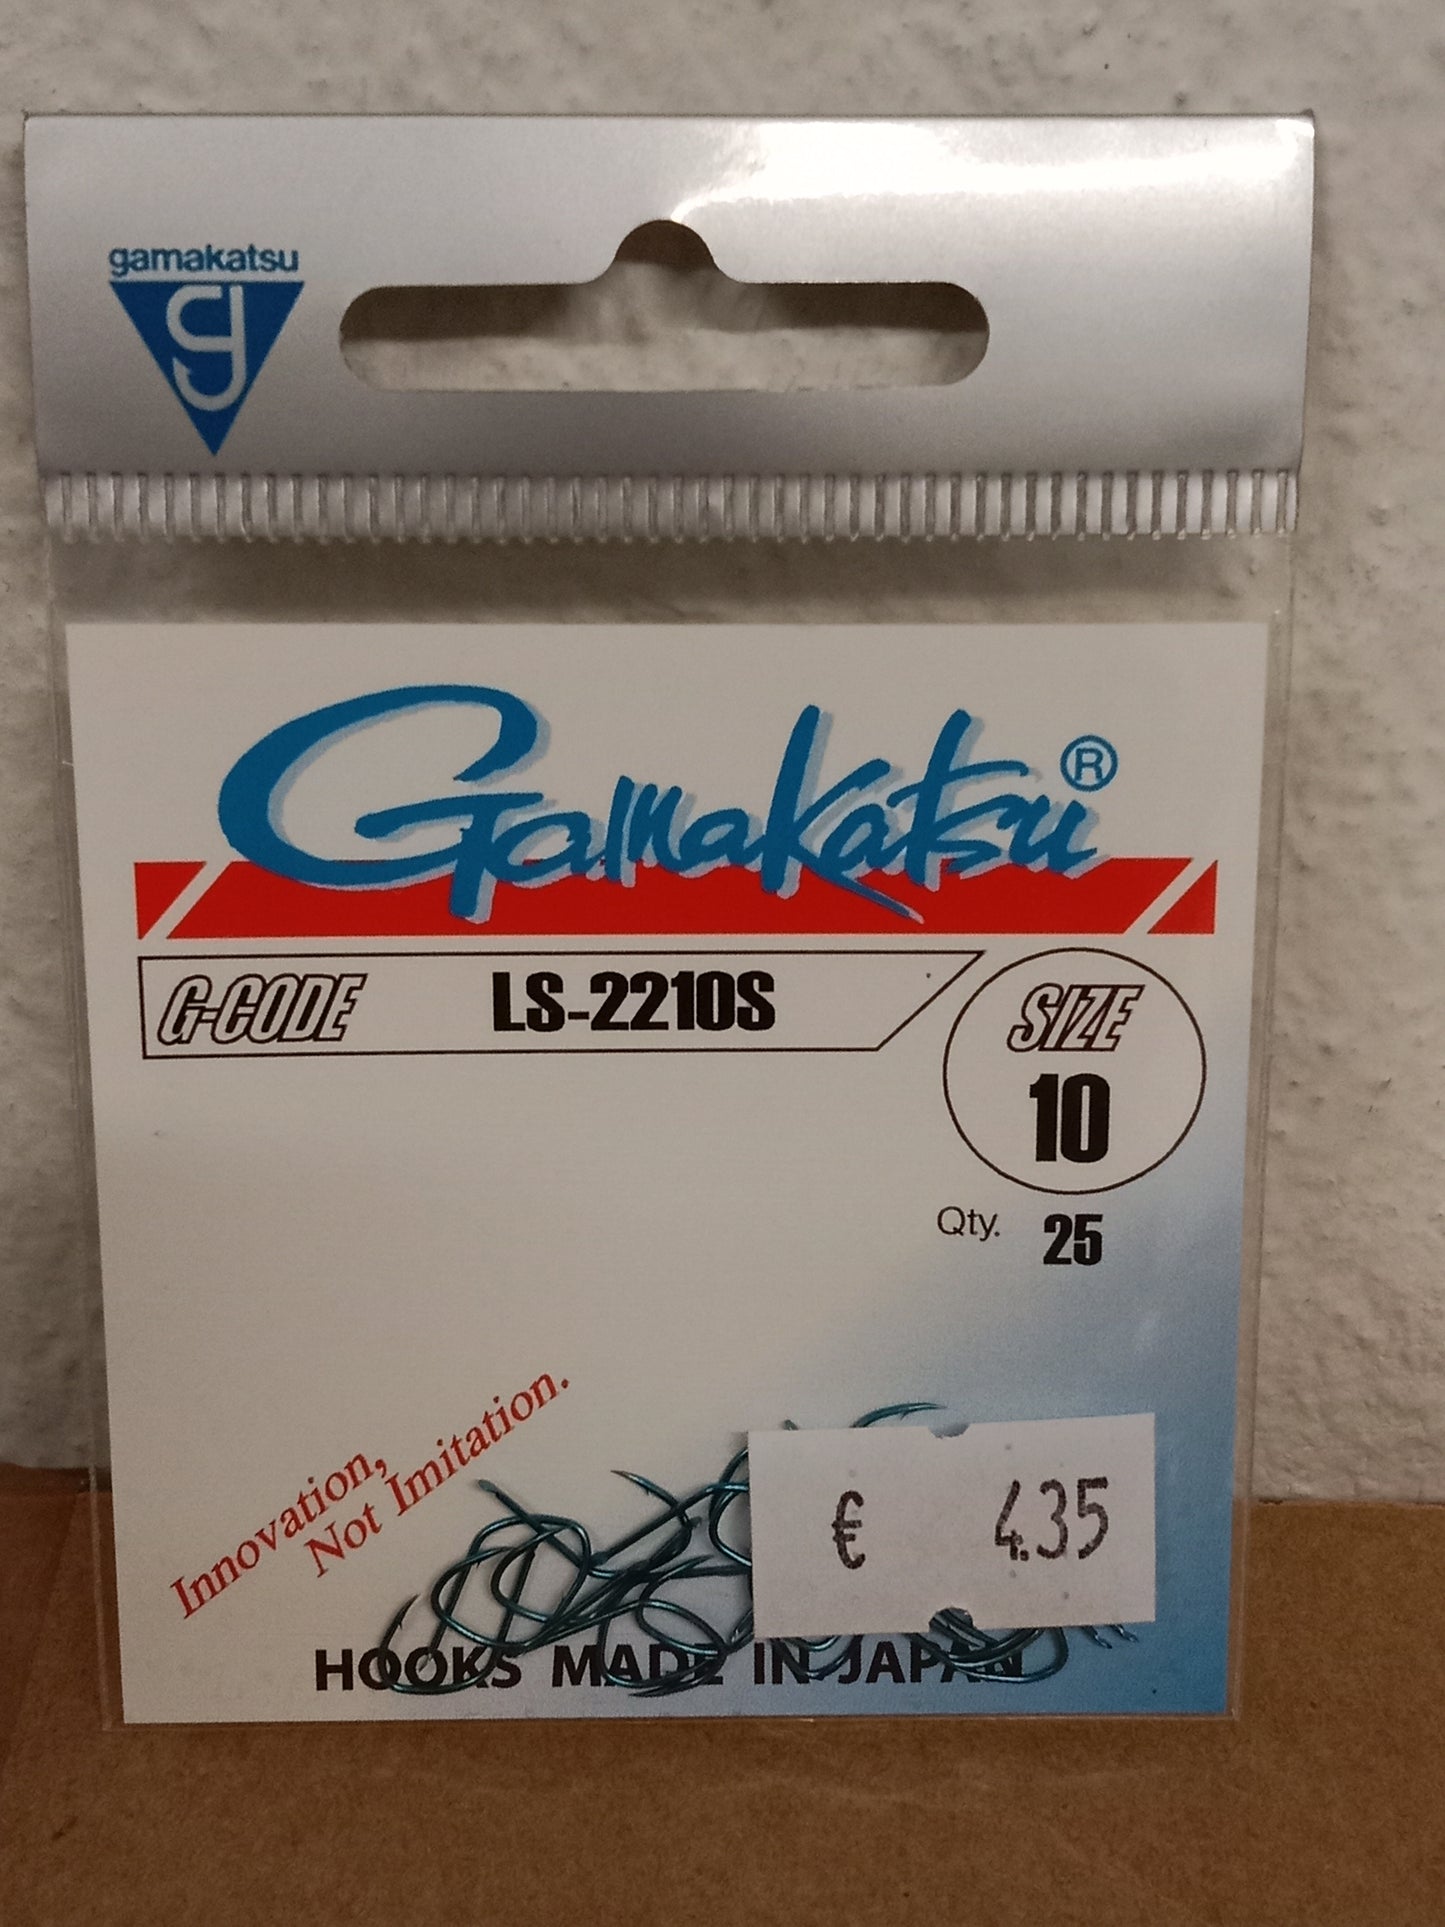 gamakatsu
Gamakatsu®
G-CODE LS-2210S
SIZE
10
Qty. 25
Innovation,
Not Imitation.
€ 4.35
HOOKS MADE IN JAPAN